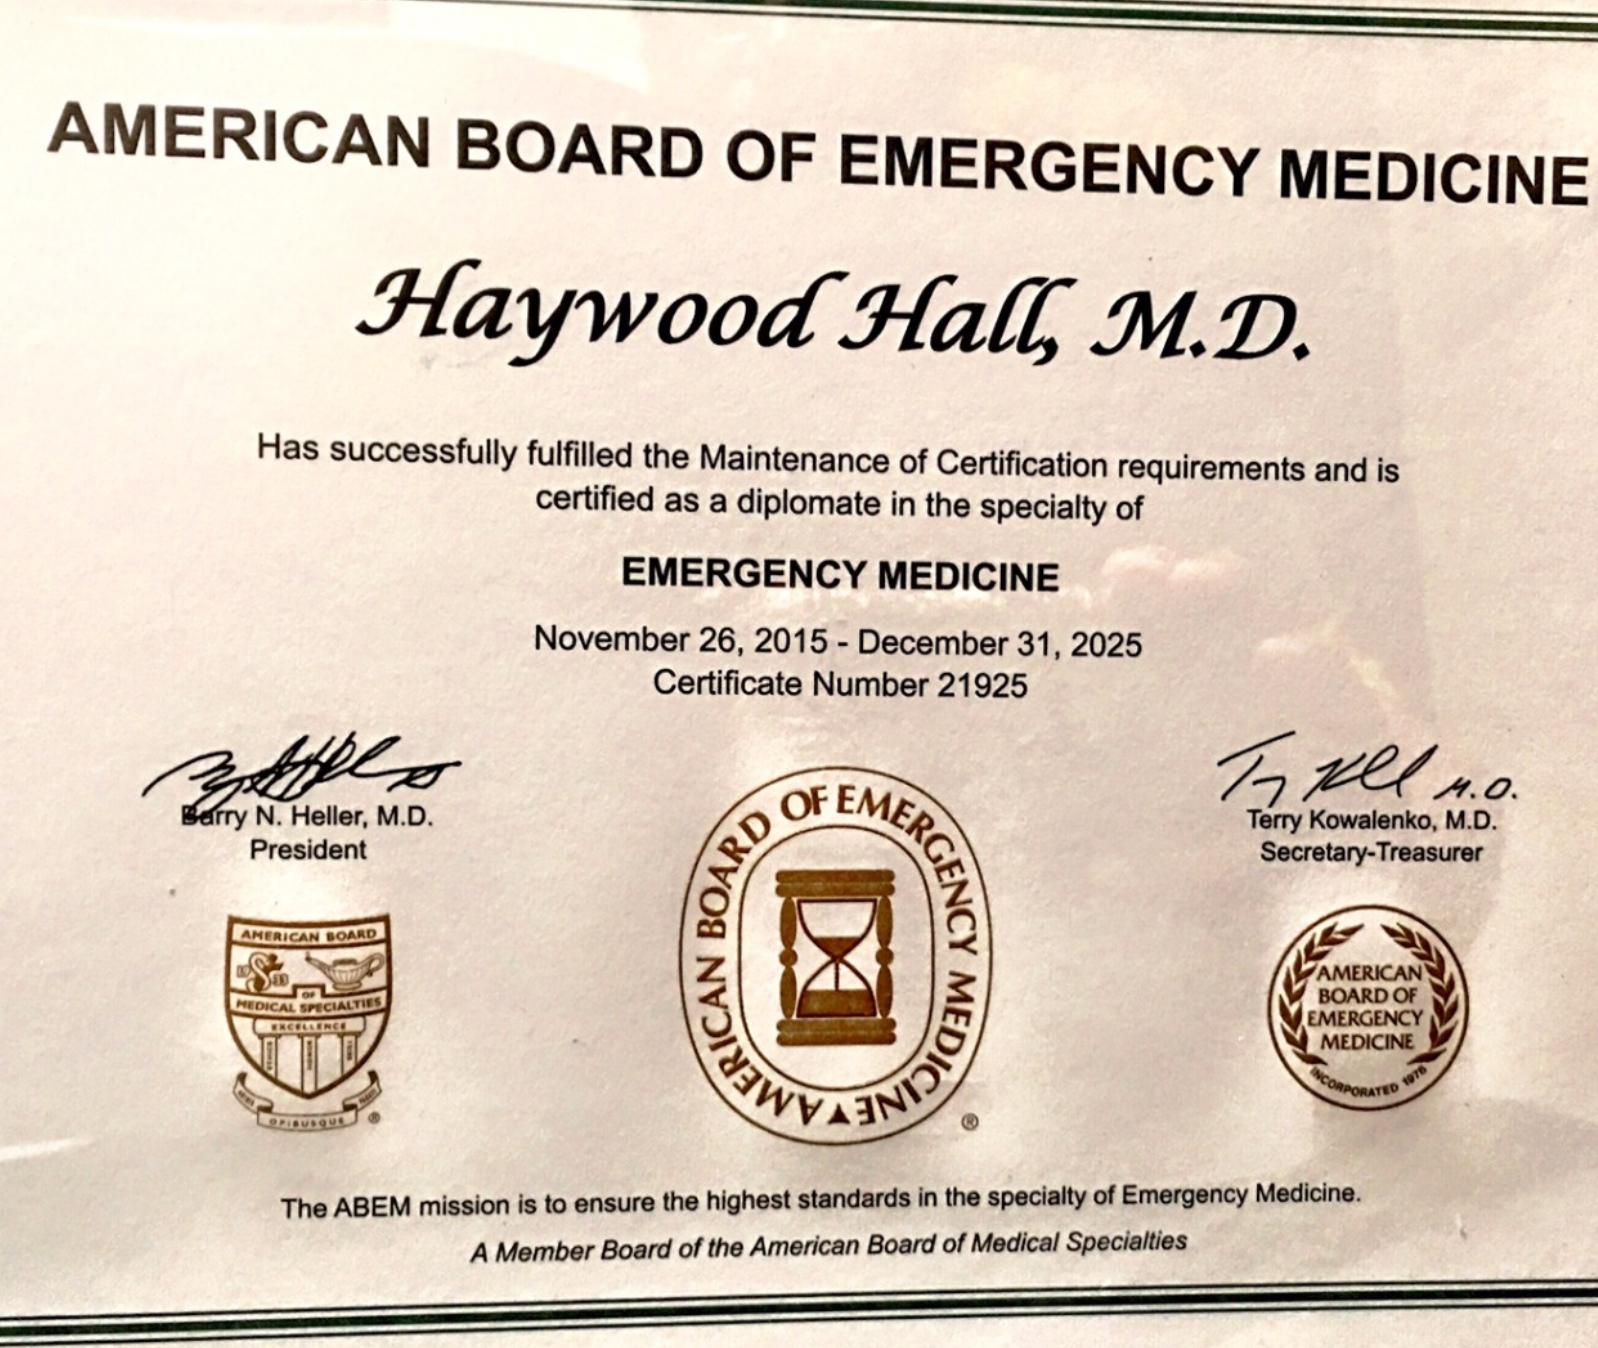 AMERICAN BOARD OF EMERGENCY MEDICINE
Haywood Hall, M.D.
Has successfully fulfilled the Maintenance of Certification requirements and is
certified as a diplomate in the specialty of
EMERGENCY MEDICINE
November 26, 2015 - December 31, 2025
Certificate Number 21925
Barry N. Heller, M.D.
President
M.D.
Terry Kowalenko, M.D.
Secretary-Treasurer
AMERICAN BOARD
OF
MEDICAL SPECIALTIES
EXCELLENCE
OPIBUSQUE
®
AMERICAN BOARD OF EMERGENCY MEDICINE
®
AMERICAN
BOARD OF
EMERGENCY
MEDICINE
INCORPORATED 1976
The ABEM mission is to ensure the highest standards in the specialty of Emergency Medicine.
A Member Board of the American Board of Medical Specialties